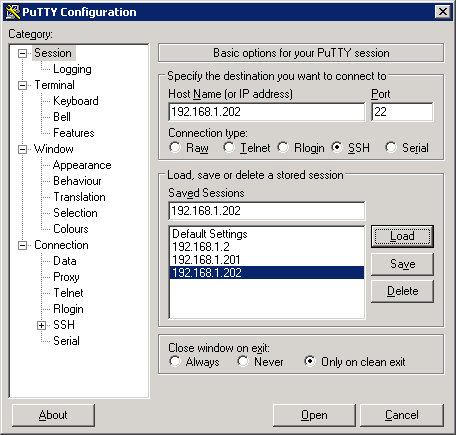 PuTTY Configuration
Category:
Session
Logging
Terminal
Keyboard
Bell
Features
Window
Appearance
Behaviour
Translation
Selection
Colours
Connection
Data
Proxy
Telnet
Rlogin
SSH
Serial
Basic options for your PuTTY session
Specify the destination you want to connect to
Host Name (or IP address) Port
192.168.1.202 22
Connection type:
Raw Telnet Rlogin SSH Serial
Load, save or delete a stored session
Saved Sessions
192.168.1.202
Default Settings
192.168.1.2
192.168.1.201
192.168.1.202
Load
Save
Delete
Close window on exit:
Always Never Only on clean exit
About Open Cancel